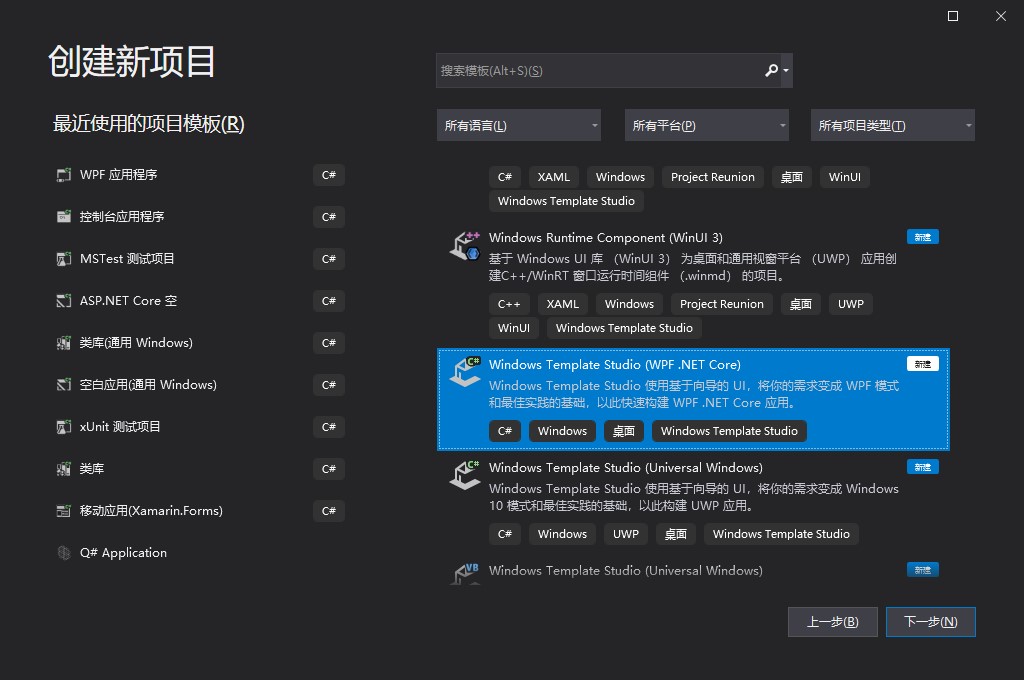 创建新项目
搜索模板(Alt+S)(S)
最近使用的项目模板(R)
所有语言(L)
所有平台(P)
所有项目类型(T)
WPF 应用程序 C#
控制台应用程序 C#
MSTest 测试项目 C#
ASP.NET Core 空 C#
类库(通用 Windows) C#
空白应用(通用 Windows) C#
xUnit 测试项目 C#
类库 C#
移动应用(Xamarin.Forms) C#
Q# Application
C# XAML Windows Project Reunion 桌面 WinUI
Windows Template Studio
Windows Runtime Component (WinUI 3) 新建
基于 Windows UI 库 （WinUI 3） 为桌面和通用视窗平台 （UWP） 应用创
建C++/WinRT 窗口运行时间组件 （.winmd） 的项目。
C++ XAML Windows Project Reunion 桌面 UWP
WinUI Windows Template Studio
C# Windows Template Studio (WPF .NET Core) 新建
Windows Template Studio 使用基于向导的 UI，将你的需求变成 WPF 模式
和最佳实践的基础，以此快速构建 WPF .NET Core 应用。
C# Windows 桌面 Windows Template Studio
C# Windows Template Studio (Universal Windows) 新建
Windows Template Studio 使用基于向导的 UI，将你的需求变成 Windows
10 模式和最佳实践的基础，以此构建 UWP 应用。
C# Windows UWP 桌面 Windows Template Studio
VB Windows Template Studio (Universal Windows) 新建
上一步(B)
下一步(N)